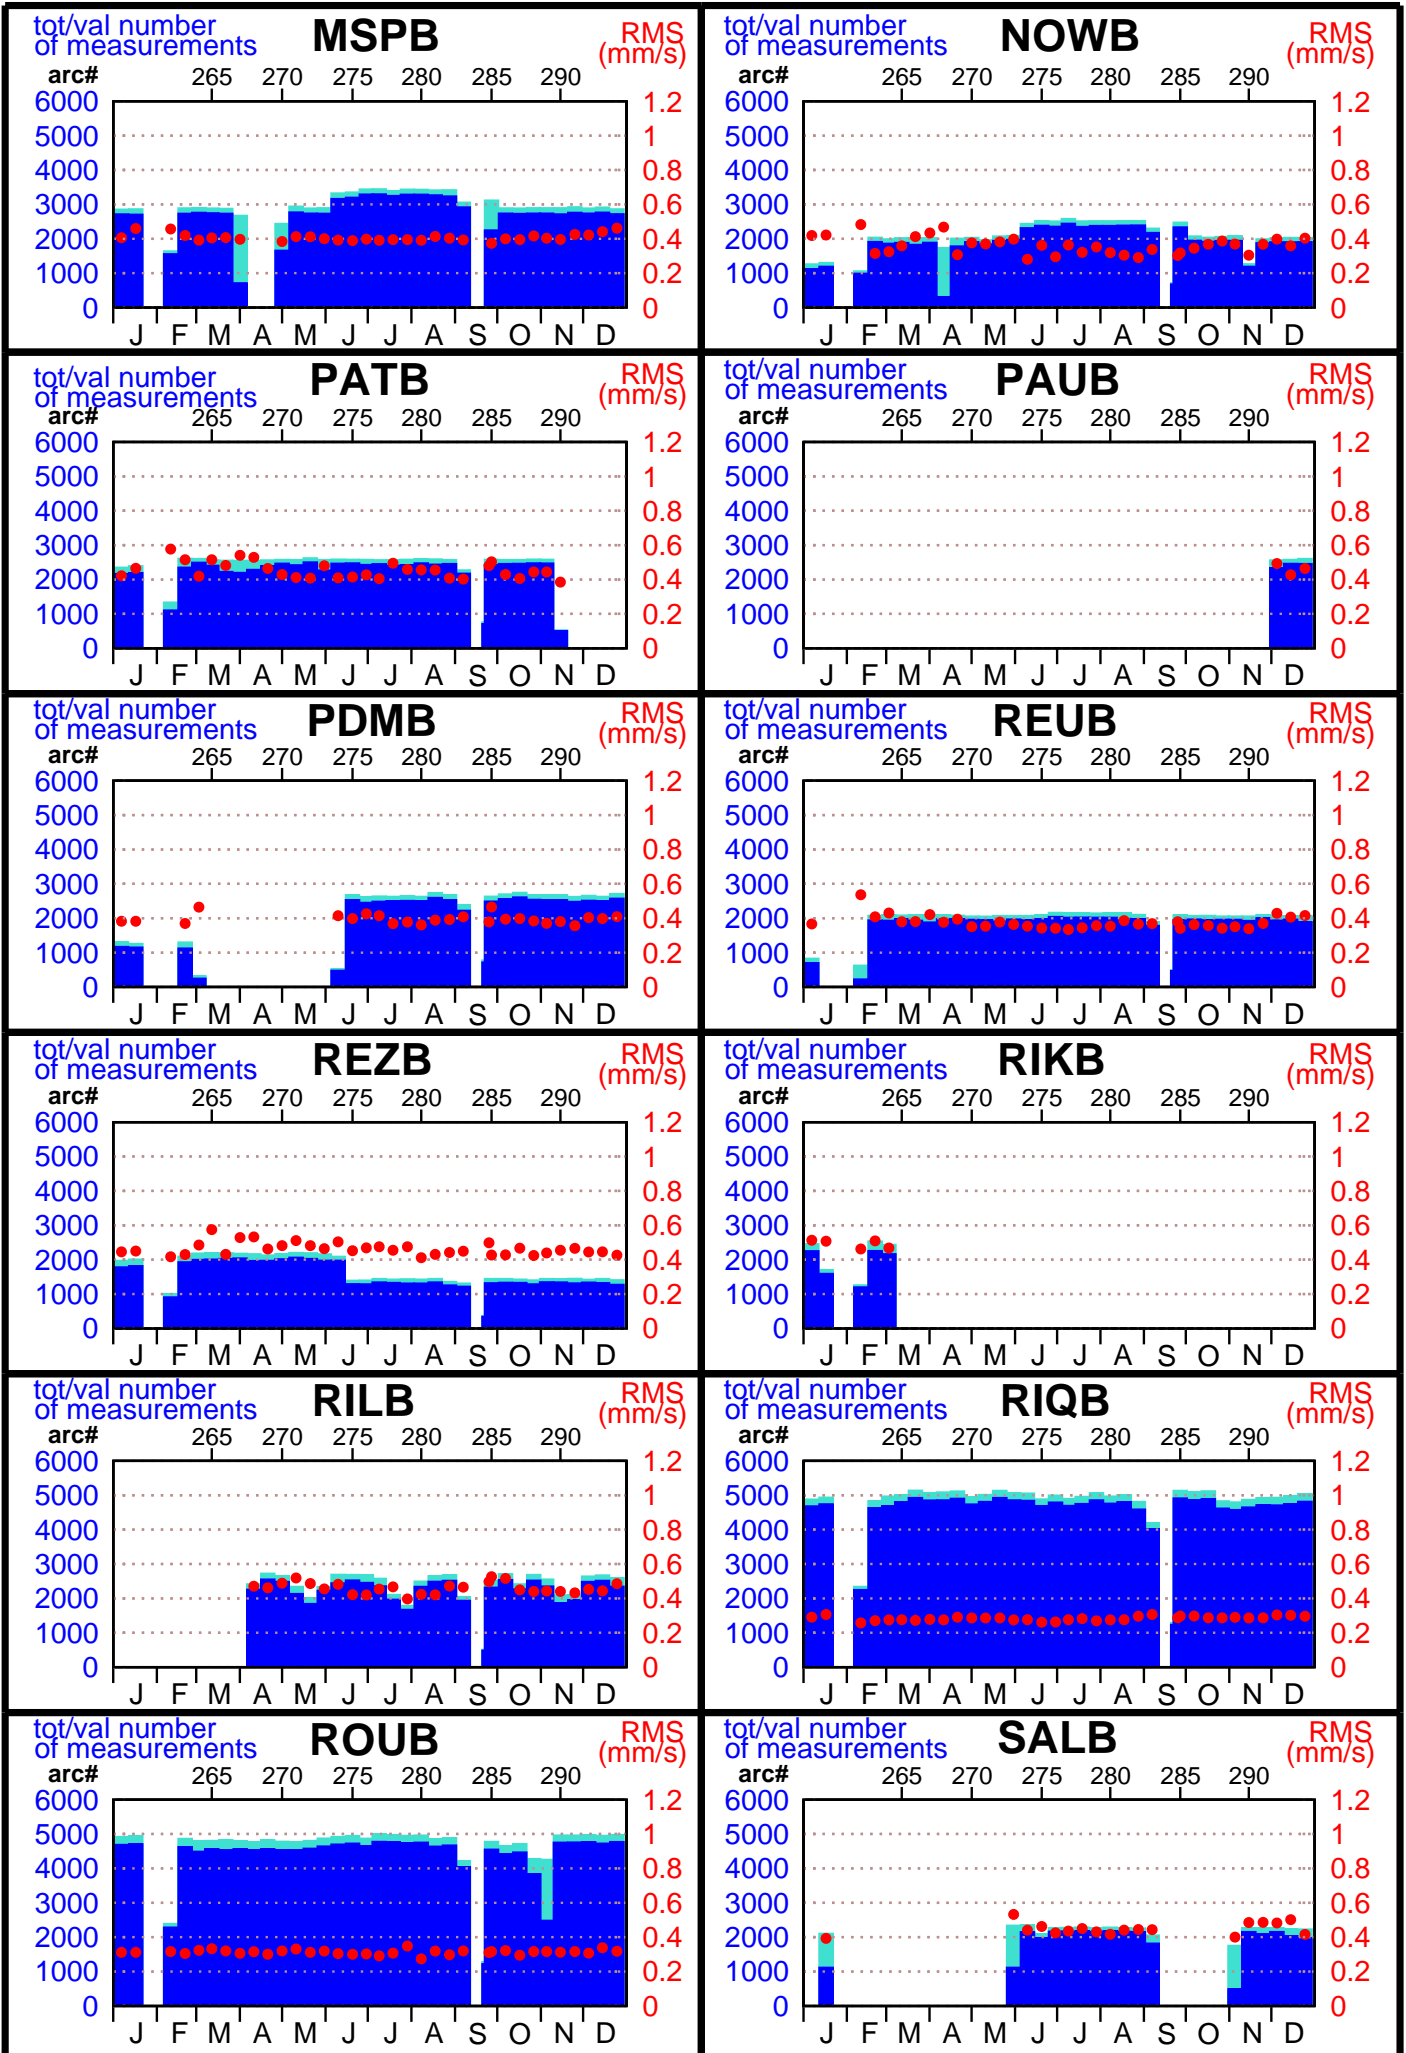 tot/val number MSPB RMS
of measurements (mm/s)
arc# 265 270 275 280 285 290
6000 1.2
5000 1
4000 0.8
3000 0.6
2000 0.4
1000 0.2
0 0
J F M A M J J A S O N D
tot/val number NOWB RMS
of measurements (mm/s)
arc# 265 270 275 280 285 290
6000 1.2
5000 1
4000 0.8
3000 0.6
2000 0.4
1000 0.2
0 0
J F M A M J J A S O N D
tot/val number PATB RMS
of measurements (mm/s)
arc# 265 270 275 280 285 290
6000 1.2
5000 1
4000 0.8
3000 0.6
2000 0.4
1000 0.2
0 0
J F M A M J J A S O N D
tot/val number PAUB RMS
of measurements (mm/s)
arc# 265 270 275 280 285 290
6000 1.2
5000 1
4000 0.8
3000 0.6
2000 0.4
1000 0.2
0 0
J F M A M J J A S O N D
tot/val number PDMB RMS
of measurements (mm/s)
arc# 265 270 275 280 285 290
6000 1.2
5000 1
4000 0.8
3000 0.6
2000 0.4
1000 0.2
0 0
J F M A M J J A S O N D
tot/val number REUB RMS
of measurements (mm/s)
arc# 265 270 275 280 285 290
6000 1.2
5000 1
4000 0.8
3000 0.6
2000 0.4
1000 0.2
0 0
J F M A M J J A S O N D
tot/val number REZB RMS
of measurements (mm/s)
arc# 265 270 275 280 285 290
6000 1.2
5000 1
4000 0.8
3000 0.6
2000 0.4
1000 0.2
0 0
J F M A M J J A S O N D
tot/val number RIKB RMS
of measurements (mm/s)
arc# 265 270 275 280 285 290
6000 1.2
5000 1
4000 0.8
3000 0.6
2000 0.4
1000 0.2
0 0
J F M A M J J A S O N D
tot/val number RILB RMS
of measurements (mm/s)
arc# 265 270 275 280 285 290
6000 1.2
5000 1
4000 0.8
3000 0.6
2000 0.4
1000 0.2
0 0
J F M A M J J A S O N D
tot/val number RIQB RMS
of measurements (mm/s)
arc# 265 270 275 280 285 290
6000 1.2
5000 1
4000 0.8
3000 0.6
2000 0.4
1000 0.2
0 0
J F M A M J J A S O N D
tot/val number ROUB RMS
of measurements (mm/s)
arc# 265 270 275 280 285 290
6000 1.2
5000 1
4000 0.8
3000 0.6
2000 0.4
1000 0.2
0 0
J F M A M J J A S O N D
tot/val number SALB RMS
of measurements (mm/s)
arc# 265 270 275 280 285 290
6000 1.2
5000 1
4000 0.8
3000 0.6
2000 0.4
1000 0.2
0 0
J F M A M J J A S O N D